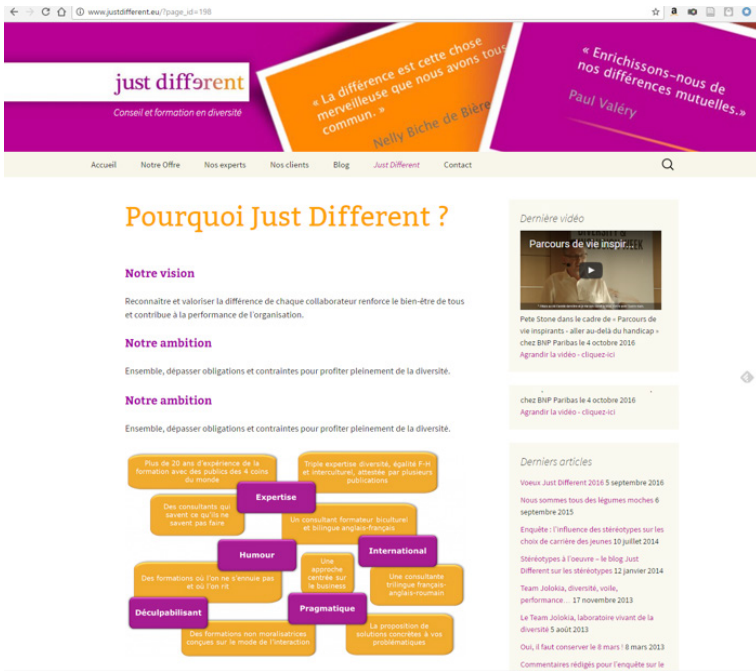 www.justdifferent.eu/?page_id=198
just différent
Conseil et formation en diversité
« La différence est cette chose
merveilleuse que nous avons tous
commun. »
Nelly Biche de Bière
« Enrichissons-nous de
nos différences mutuelles.»
Paul Valéry
Accueil Notre Offre Nos experts Nos clients Blog Just Different Contact
Pourquoi Just Different ?
Notre vision
Reconnaitre et valoriser la différence de chaque collaborateur renforce le bien-être de tous
et contribue à la performance de l'organisation.
Notre ambition
Ensemble, dépasser obligations et contraintes pour profiter pleinement de la diversité.
Notre ambition
Ensemble, dépasser obligations et contraintes pour profiter pleinement de la diversité.
Plus de 20 ans d'expérience de la
formation avec des publics des 4 coins
du monde
Triple expertise diversité, égalité F-H
et interculturel, attestée par plusieurs
publications
Expertise
Des consultants qui
savent ce qu'ils ne
savent pas faire
Un consultant formateur biculturel
et bilingue anglais-français
Humour
International
Des formations où l'on ne s'ennuie pas
et où l'on rit
Une
approche
centrée sur
le business
Une consultante
trilingue français-
anglais-roumain
Déculpabilisant
Pragmatique
Des formations non moralisatrices
conçues sur le mode de l'interaction
La proposition de
solutions concrètes à vos
problématiques
Dernière vidéo
Parcours de vie inspir...
Pete Stone dans le cadre de « Parcours de
vie inspirants - aller au-delà du handicap »
chez BNP Paribas le 4 octobre 2016
Agrandir la vidéo - cliquez-ici
chez BNP Paribas le 4 octobre 2016
Agrandir la vidéo - cliquez-ici
Derniers articles
Voeux Just Different 2016 5 septembre 2016
Nous sommes tous des légumes moches 6
septembre 2015
Enquête : l'influence des stéréotypes sur les
choix de carrière des jeunes 10 juillet 2014
Stéréotypes à l'oeuvre – le blog Just
Different sur les stéréotypes 12 janvier 2014
Team Jolokia, diversité, voile,
performance… 17 novembre 2013
Le Team Jolokia, laboratoire vivant de la
diversité 5 août 2013
Oui, il faut conserver le 8 mars ! 8 mars 2013
Commentaires rédigés pour l'enquête sur le